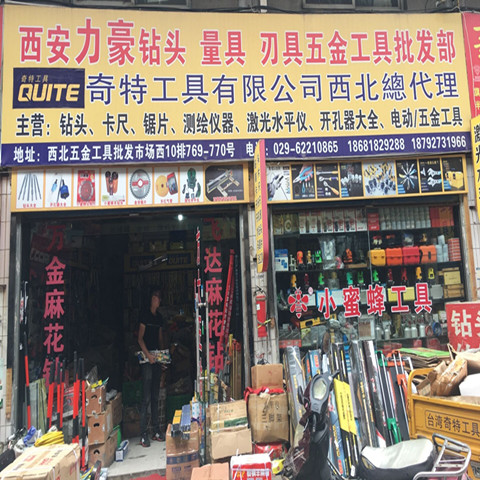 西安力豪钻头 量具 刃具五金工具批发部
奇特工具
QUITE
奇特工具有限公司西北總代理
主营：钻头、卡尺、锯片、测绘仪器、激光水平仪、开孔器大全、电动/五金工具
地址：西北五金工具批发市场西10排769-770号 电 029-62210865 18681829288 18792731966
QUITE
金麻花钻
达麻花钻
小蜜蜂工具
钻头
台湾奇特工具